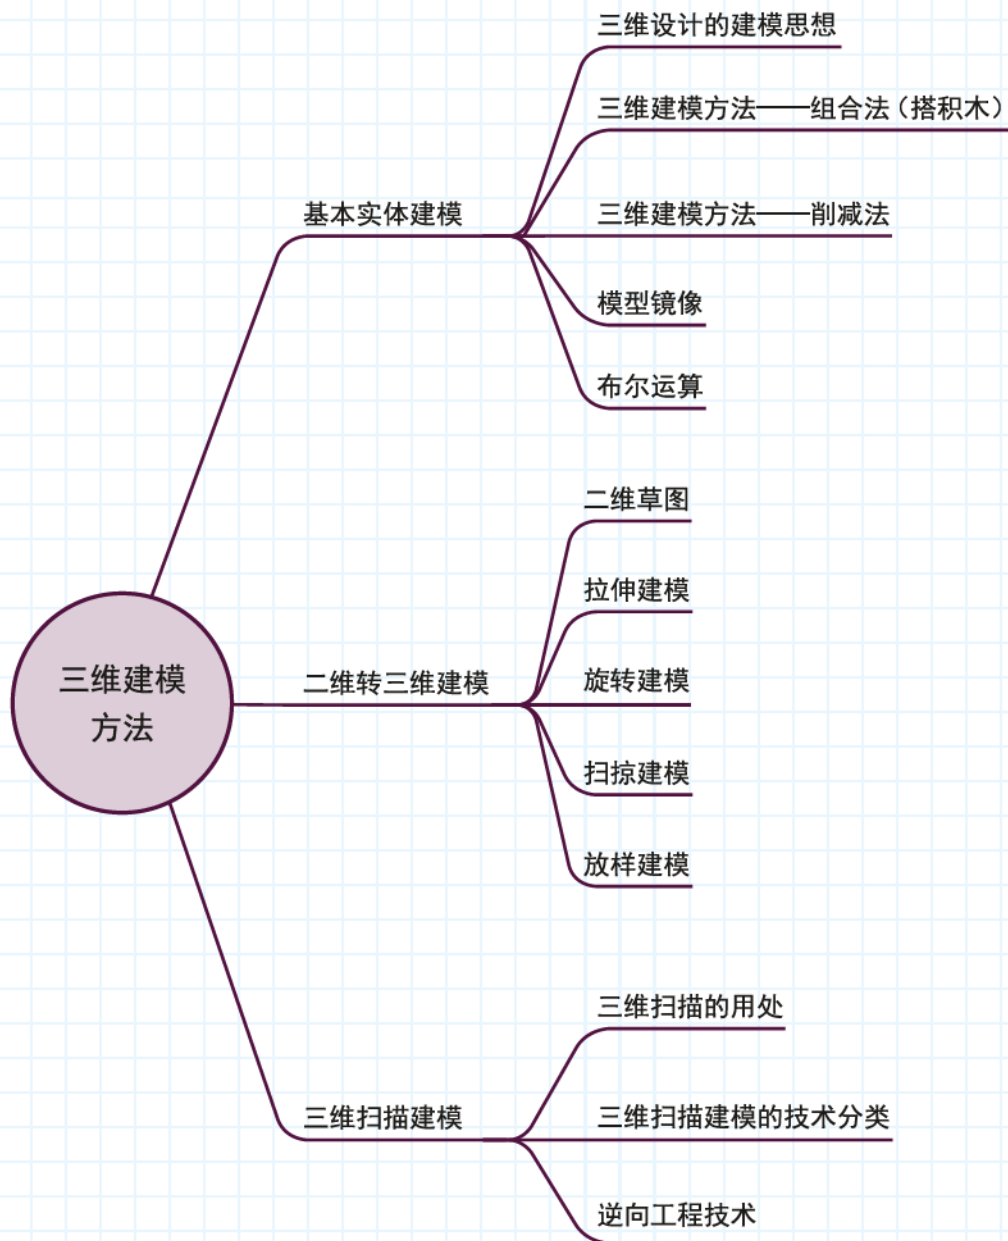 三维建模
方法
基本实体建模
三维设计的建模思想
三维建模方法——组合法（搭积木）
三维建模方法——削减法
模型镜像
布尔运算
二维转三维建模
二维草图
拉伸建模
旋转建模
扫掠建模
放样建模
三维扫描建模
三维扫描的用处
三维扫描建模的技术分类
逆向工程技术